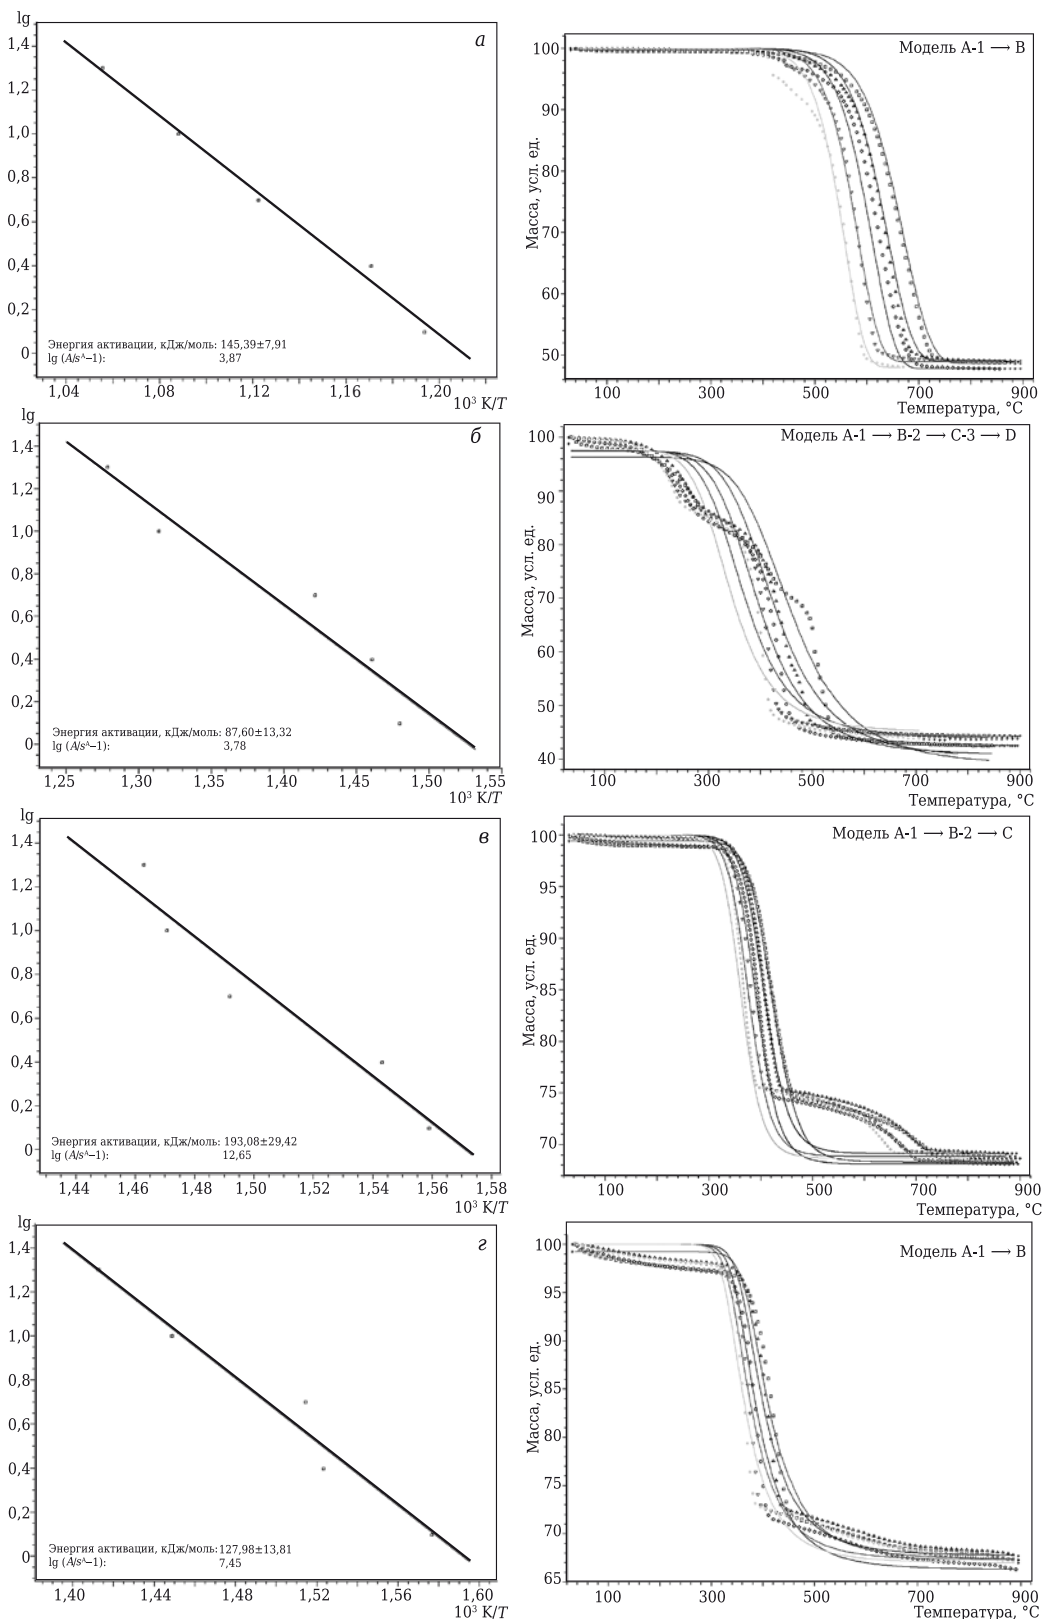 lg
а
1,4
1,2
1,0
0,8
0,6
0,4
0,2
0
Энергия активации, кДж/моль: 145,39±7,91
lg (A/s^–1): 3,87
1,04 1,08 1,12 1,16 1,20
10³ K/T
Модель A-1 → B
Масса, усл. ед.
100
90
80
70
60
50
100 300 500 700 900
Температура, °C
lg
б
1,4
1,2
1,0
0,8
0,6
0,4
0,2
0
Энергия активации, кДж/моль: 87,60±13,32
lg (A/s^–1): 3,78
1,25 1,30 1,35 1,40 1,45 1,50 1,55
10³ K/T
Модель A-1 → B-2 → C-3 → D
Масса, усл. ед.
100
90
80
70
60
50
40
100 300 500 700 900
Температура, °C
lg
в
1,4
1,2
1,0
0,8
0,6
0,4
0,2
0
Энергия активации, кДж/моль: 193,08±29,42
lg (A/s^–1): 12,65
1,44 1,46 1,48 1,50 1,52 1,54 1,56 1,58
10³ K/T
Модель A-1 → B-2 → C
Масса, усл. ед.
100
95
90
85
80
75
70
100 300 500 700 900
Температура, °C
lg
г
1,4
1,2
1,0
0,8
0,6
0,4
0,2
0
Энергия активации, кДж/моль: 127,98±13,81
lg (A/s^–1): 7,45
1,40 1,44 1,48 1,52 1,56 1,60
10³ K/T
Модель A-1 → B
Масса, усл. ед.
100
95
90
85
80
75
70
65
100 300 500 700 900
Температура, °C